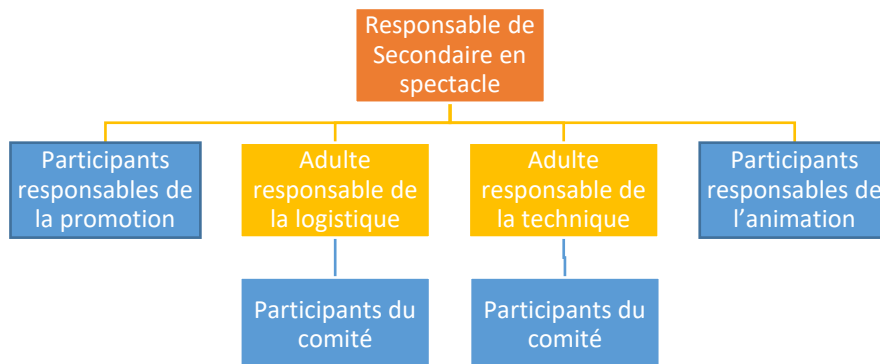 Responsable de
Secondaire en
spectacle
Participants
responsables de
la promotion
Adulte
responsable de
la logistique
Adulte
responsable de
la technique
Participants
responsables de
l’animation
Participants du
comité
Participants du
comité